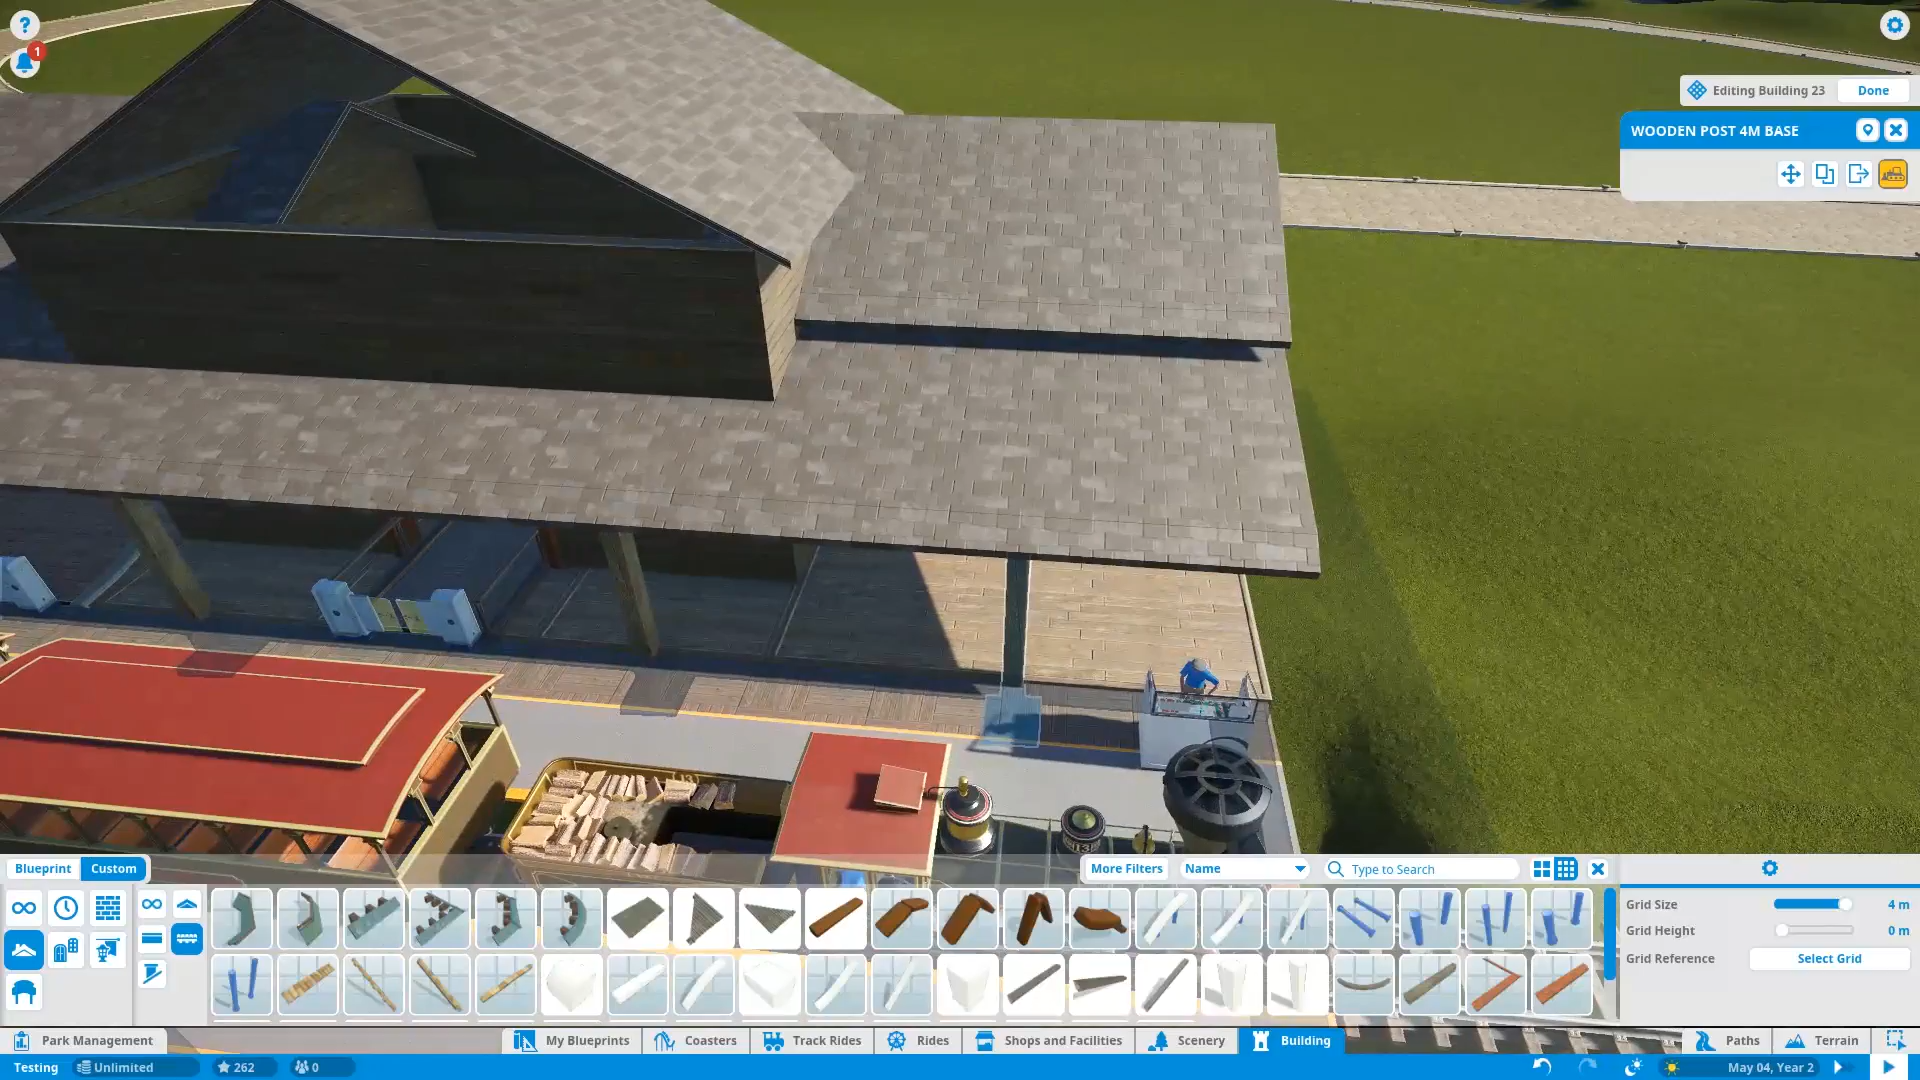 ?
1
Editing Building 23 Done
WOODEN POST 4M BASE
Blueprint Custom
More Filters Name Type to Search
Grid Size 4 m
Grid Height 0 m
Grid Reference Select Grid
Park Management My Blueprints Coasters Track Rides Rides Shops and Facilities Scenery Building Paths Terrain
Testing Unlimited 262 0 May 04, Year 2